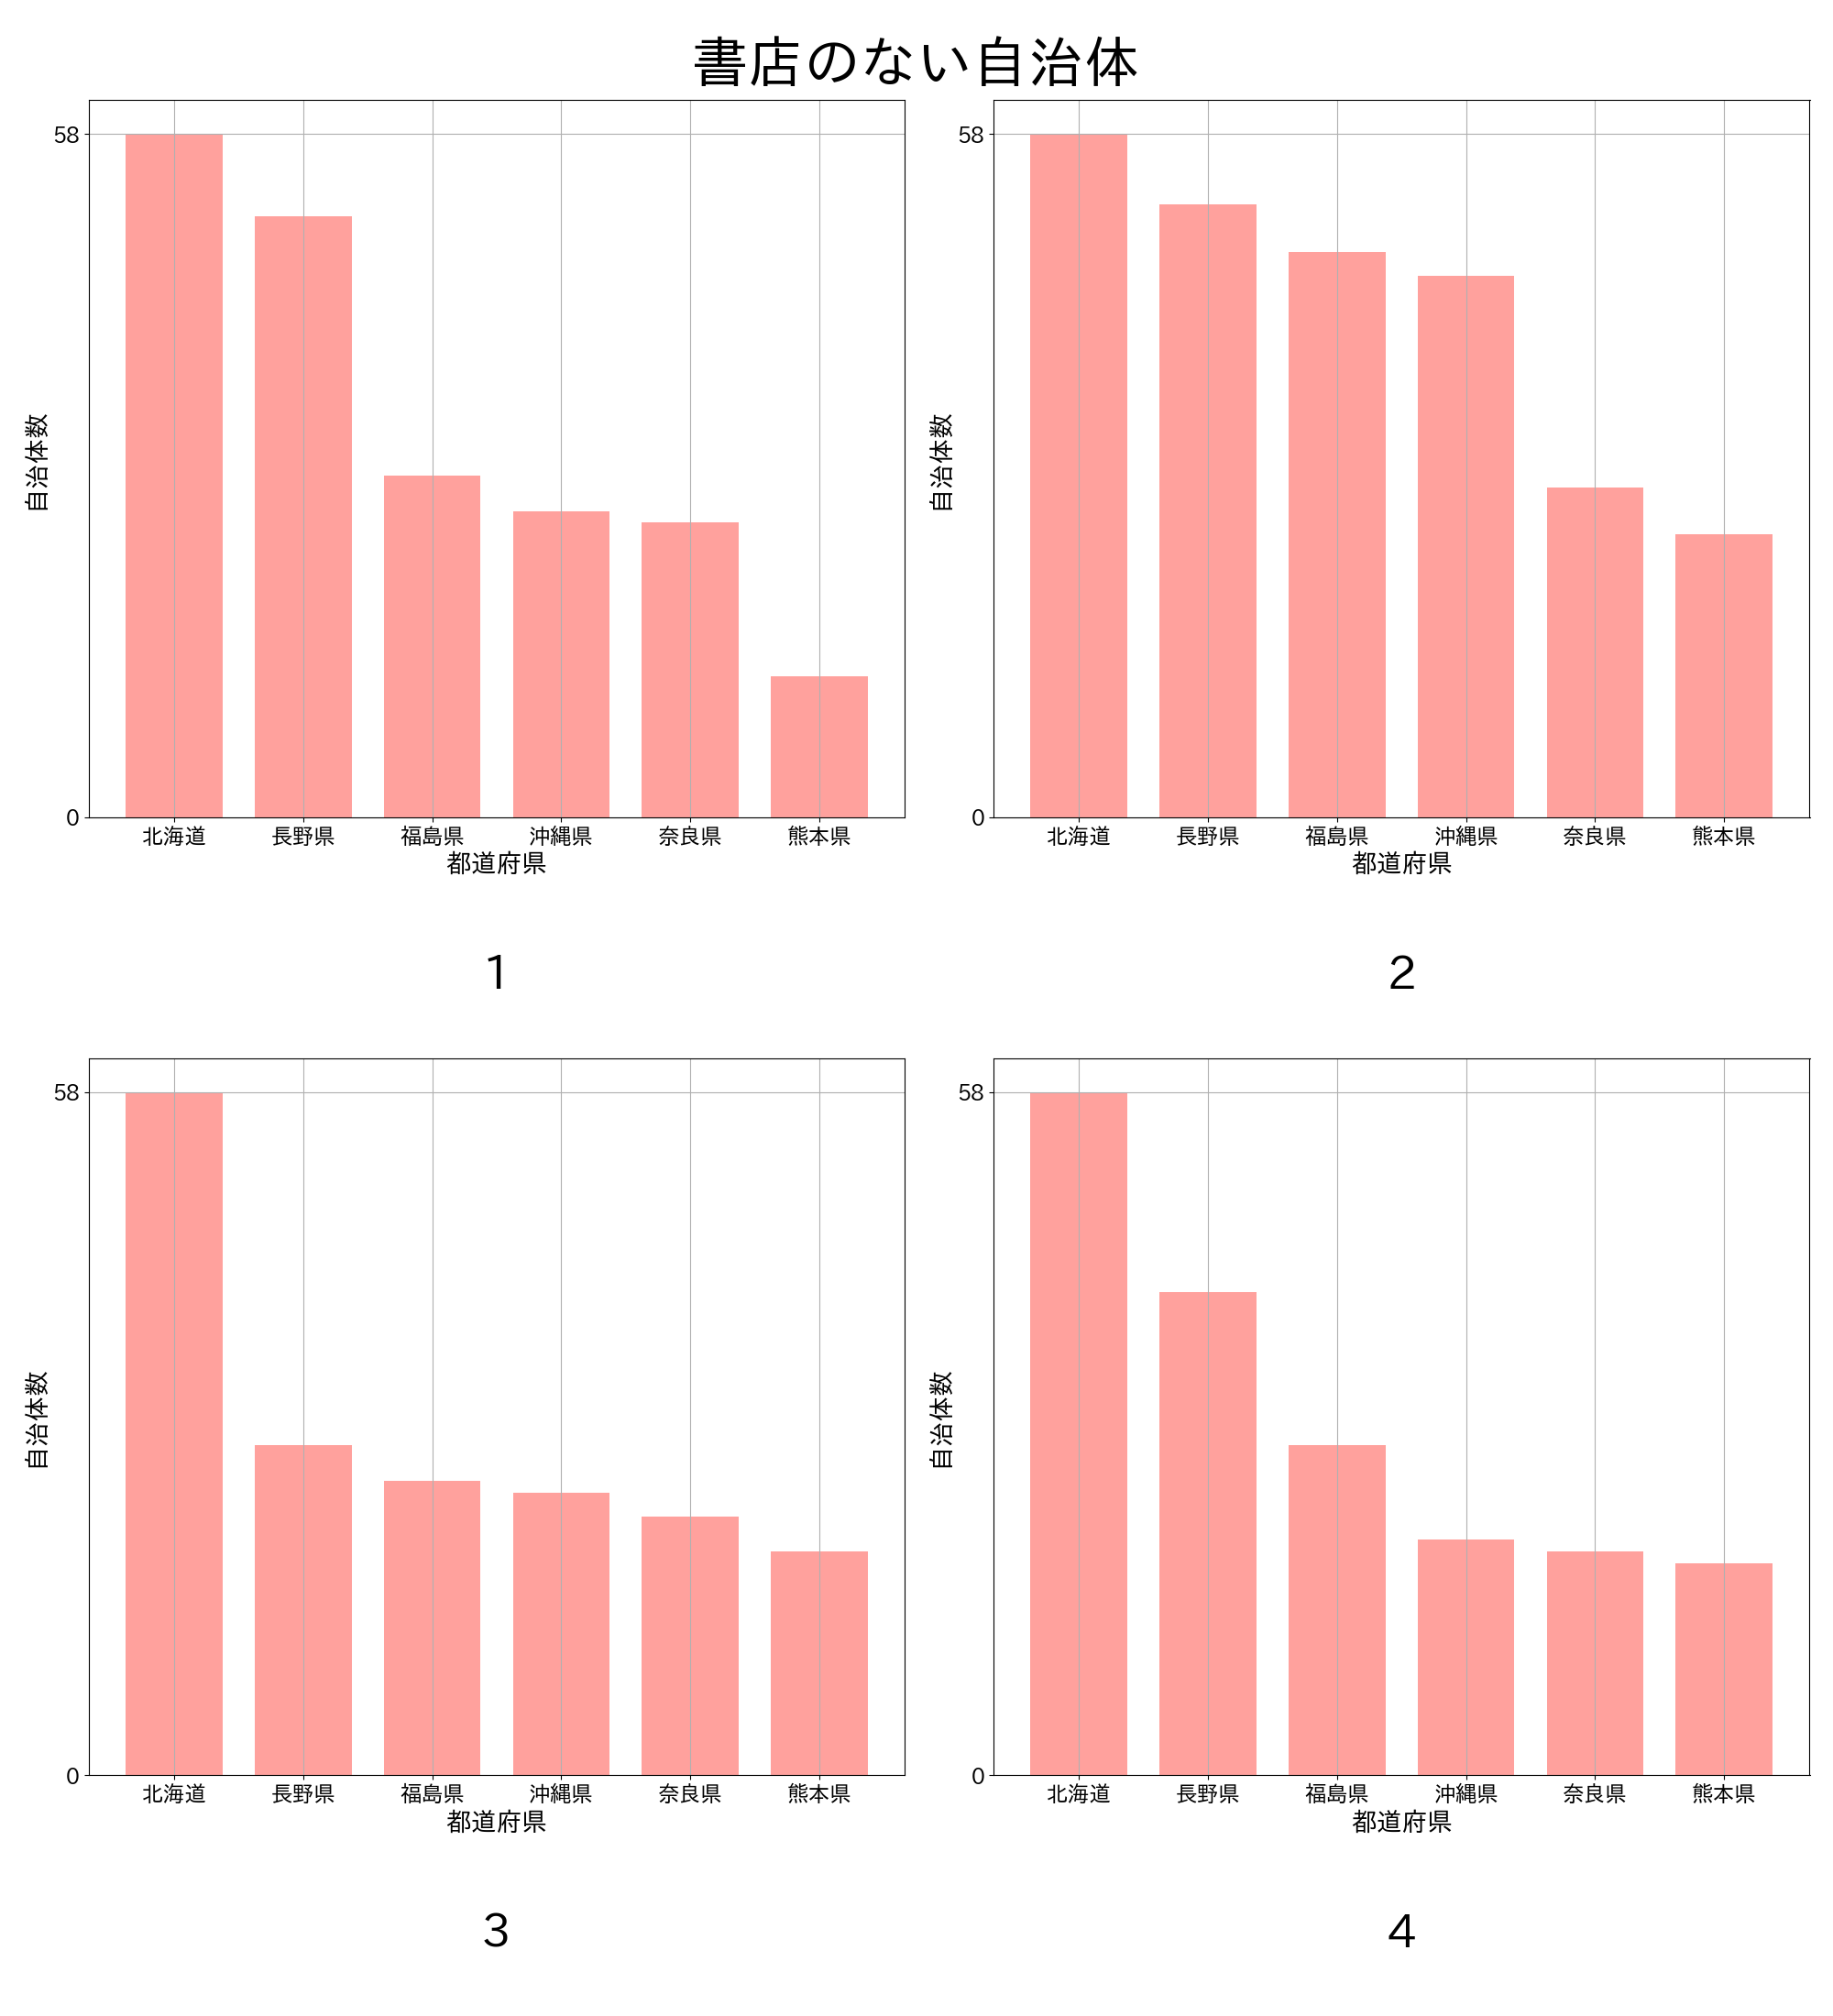 書店のない自治体
58
0
自治体数
北海道 長野県 福島県 沖縄県 奈良県 熊本県
都道府県
1
58
0
自治体数
北海道 長野県 福島県 沖縄県 奈良県 熊本県
都道府県
2
58
0
自治体数
北海道 長野県 福島県 沖縄県 奈良県 熊本県
都道府県
3
58
0
自治体数
北海道 長野県 福島県 沖縄県 奈良県 熊本県
都道府県
4